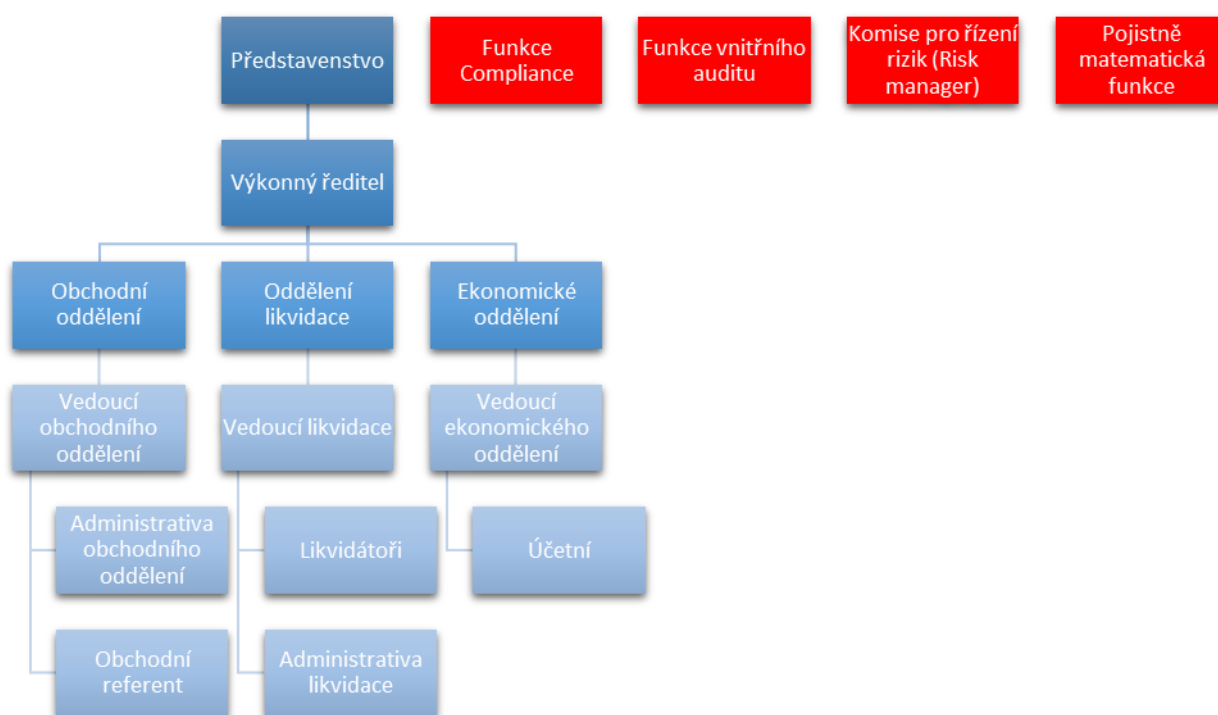 Představenstvo
Funkce
Compliance
Funkce vnitřního
auditu
Komise pro řízení
rizik (Risk
manager)
Pojistně
matematická
funkce
Výkonný ředitel
Obchodní
oddělení
Oddělení
likvidace
Ekonomické
oddělení
Vedoucí
obchodního
oddělení
Vedoucí likvidace
Vedoucí
ekonomického
oddělení
Administrativa
obchodního
oddělení
Likvidátoři
Účetní
Obchodní
referent
Administrativa
likvidace